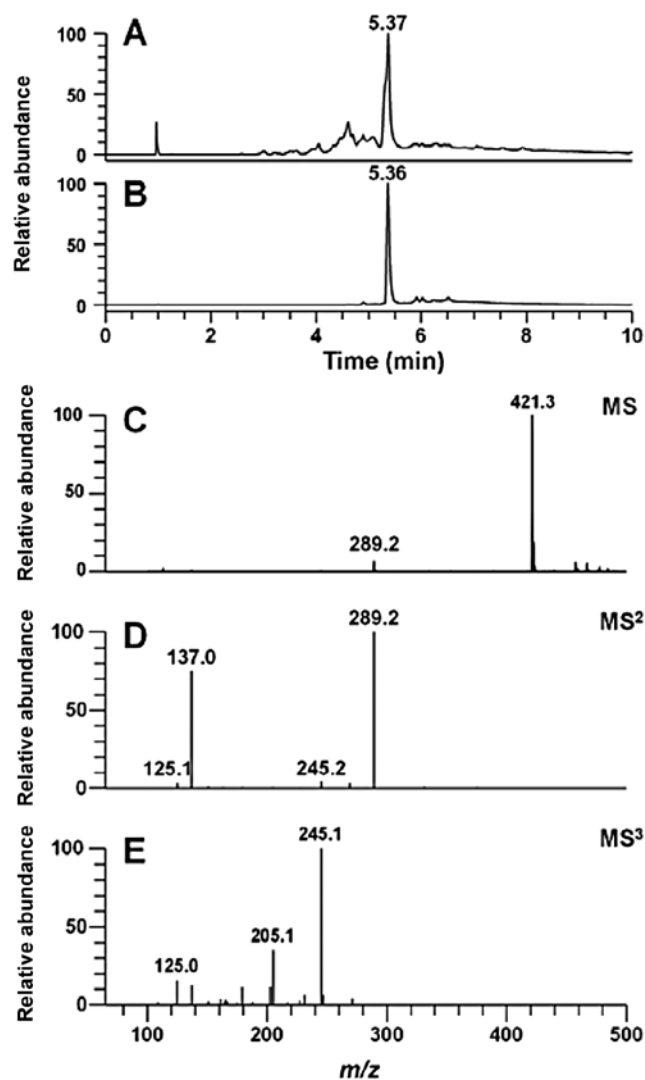 A
5.37
Relative abundance
100
50
0
B
5.36
100
50
0
0 2 4 6 8 10
Time (min)
C
421.3
MS
Relative abundance
100
50
0
289.2
D
289.2
MS²
Relative abundance
100
50
0
137.0
125.1
245.2
E
245.1
MS³
Relative abundance
100
50
0
205.1
125.0
100 200 300 400 500
m/z